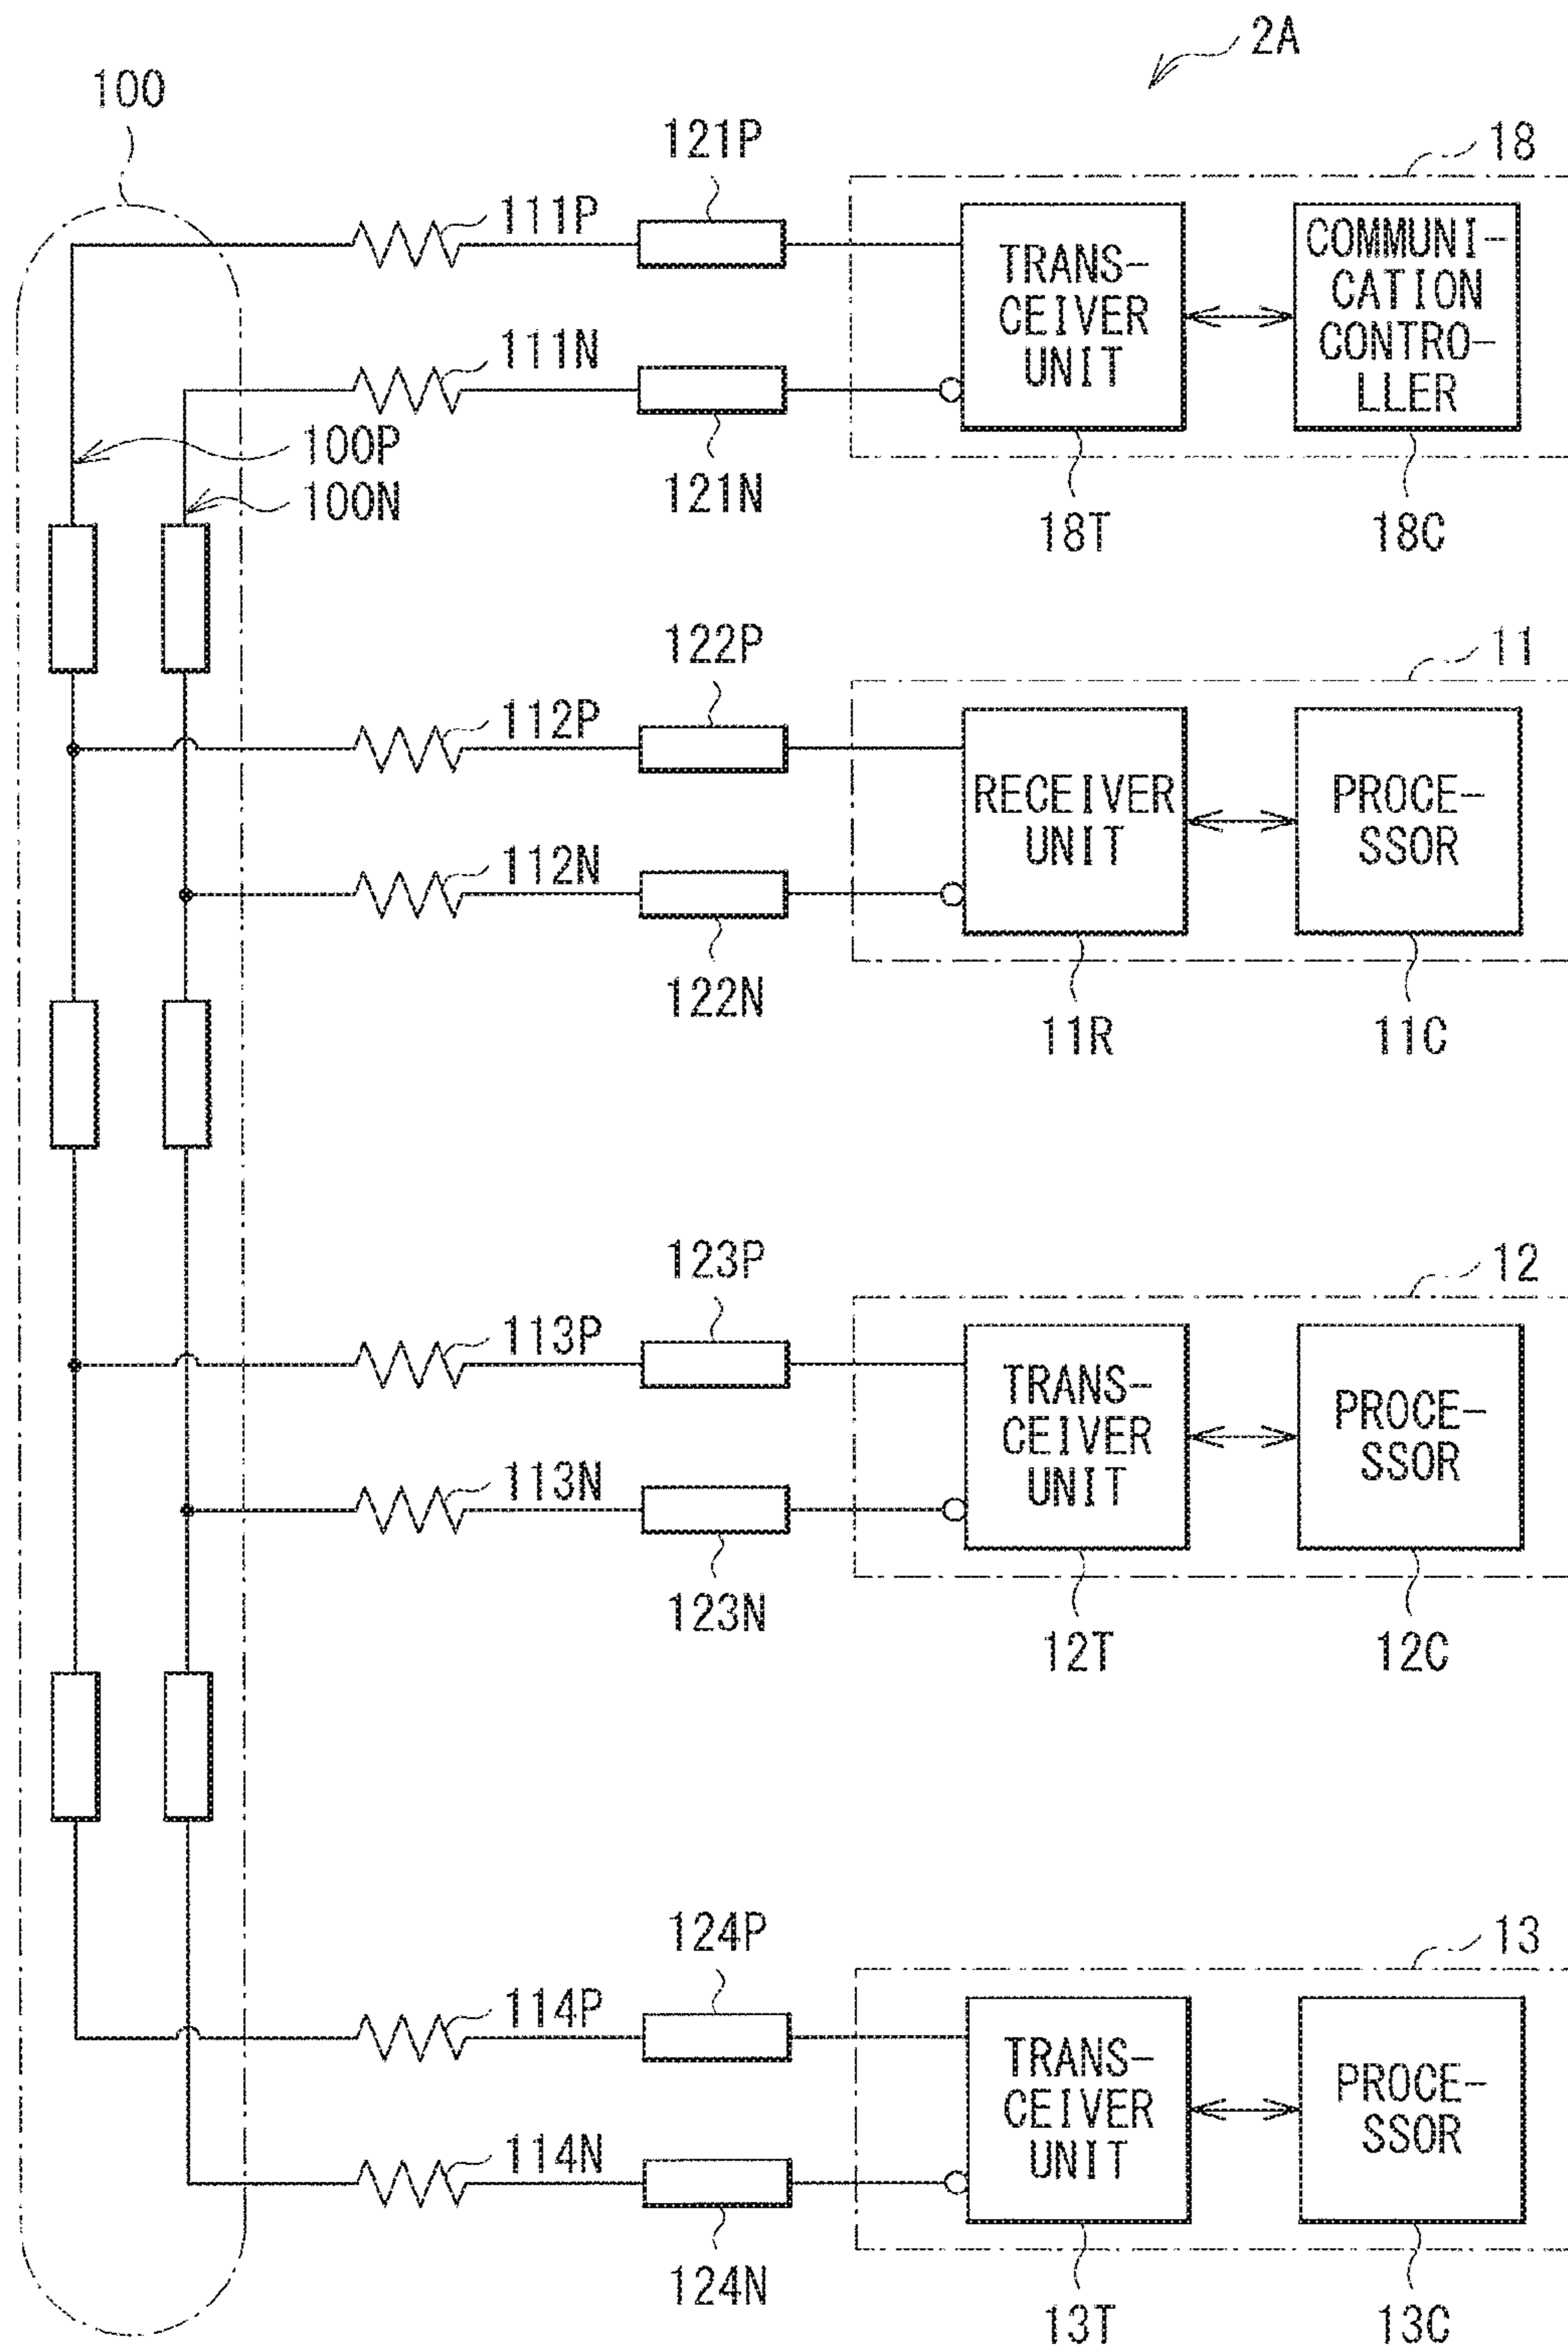 2A
100
121P
18
111P
TRANS-
CEIVER
UNIT
COMMUNI-
CATION
CONTRO-
LLER
111N
100P
100N
121N
18T
18C
122P
11
112P
RECEIVER
UNIT
PROCE-
SSOR
112N
122N
11R
11C
123P
12
113P
TRANS-
CEIVER
UNIT
PROCE-
SSOR
113N
123N
12T
12C
124P
13
114P
TRANS-
CEIVER
UNIT
PROCE-
SSOR
114N
124N
13T
13C